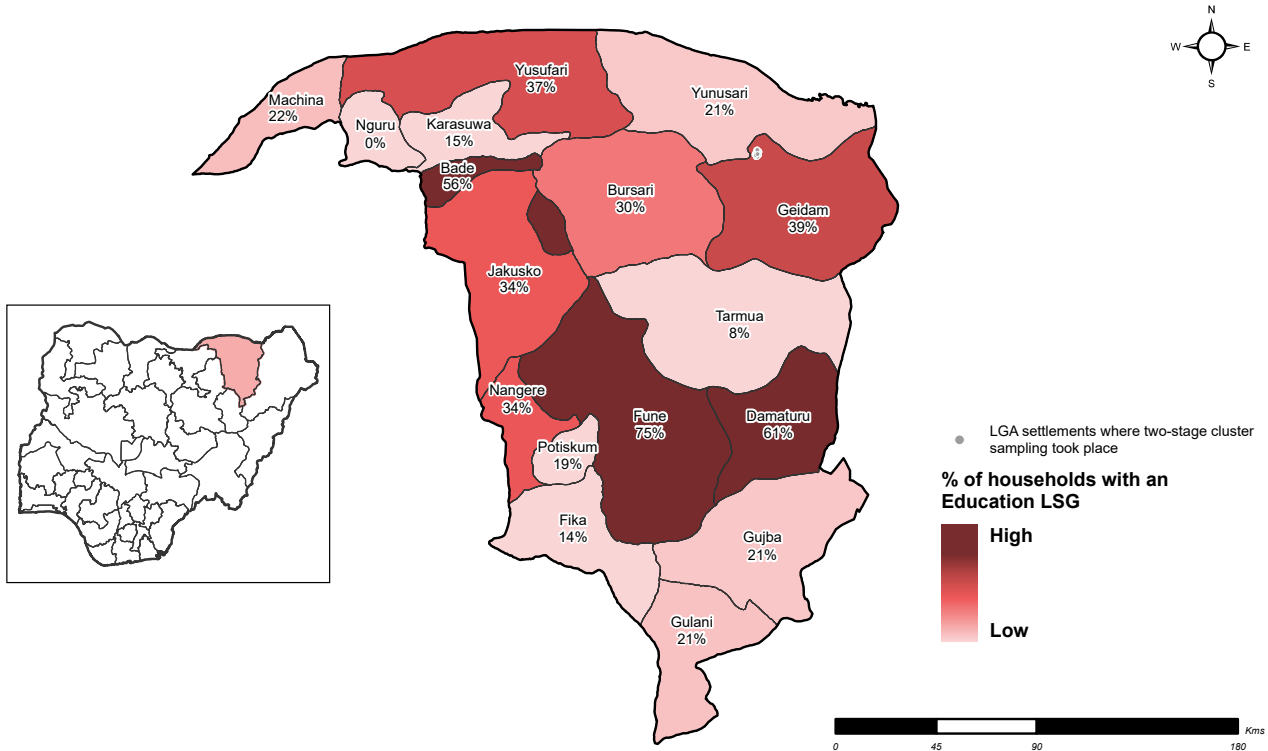 N
W
E
S
Yusufari
37%
Machina
22%
Yunusari
21%
Nguru
0%
Karasuwa
15%
Bade
56%
Bursari
30%
Geidam
39%
Jakusko
34%
Tarmua
8%
Nangere
34%
Fune
75%
Damaturu
61%
Potiskum
19%
Fika
14%
Gujba
21%
Gulani
21%
LGA settlements where two-stage cluster
sampling took place
% of households with an
Education LSG
High
Low
Kms
0 45 90 180